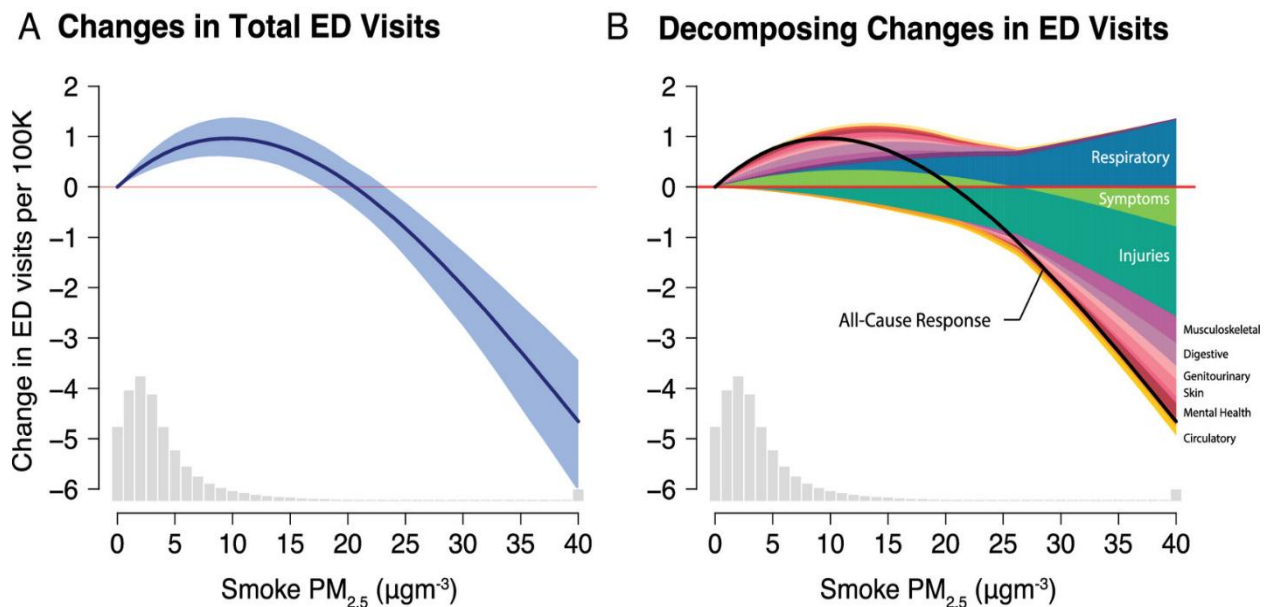 A Changes in Total ED Visits
B Decomposing Changes in ED Visits
Change in ED visits per 100K
2
1
0
−1
−2
−3
−4
−5
−6
0 5 10 15 20 25 30 35 40
Smoke PM2.5 (µgm-3)
2
1
0
−1
−2
−3
−4
−5
−6
Respiratory
Symptoms
Injuries
All-Cause Response
Musculoskeletal
Digestive
Genitourinary
Skin
Mental Health
Circulatory
0 5 10 15 20 25 30 35 40
Smoke PM2.5 (µgm-3)